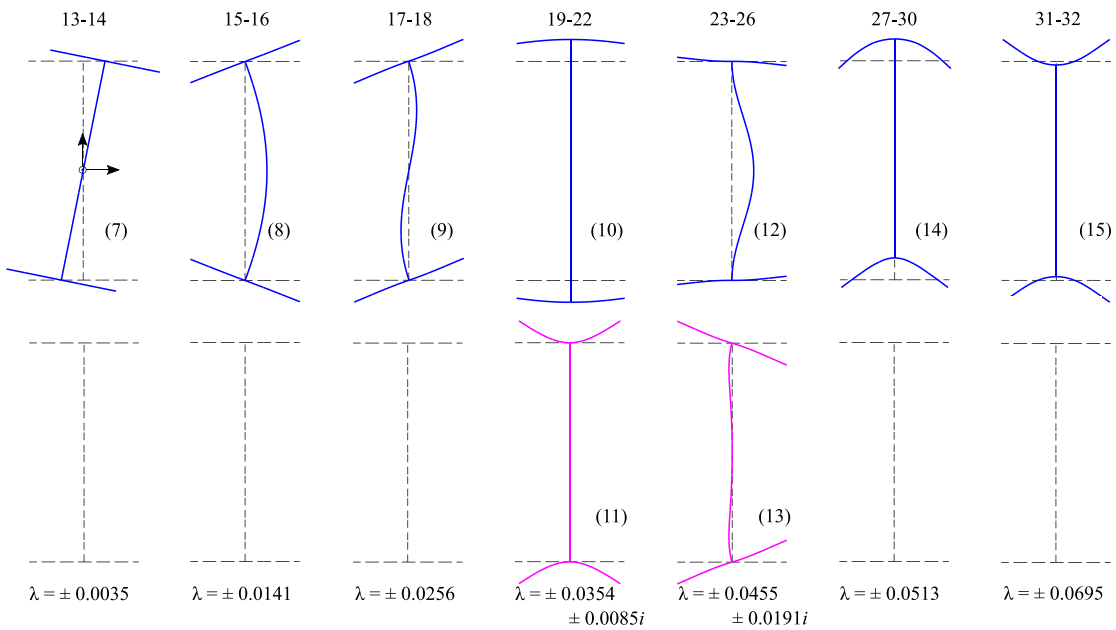 13-14 15-16 17-18 19-22 23-26 27-30 31-32
(7) (8) (9) (10) (12) (14) (15)
(11) (13)
λ = ± 0.0035 λ = ± 0.0141 λ = ± 0.0256 λ = ± 0.0354 λ = ± 0.0455 λ = ± 0.0513 λ = ± 0.0695
± 0.0085i ± 0.0191i